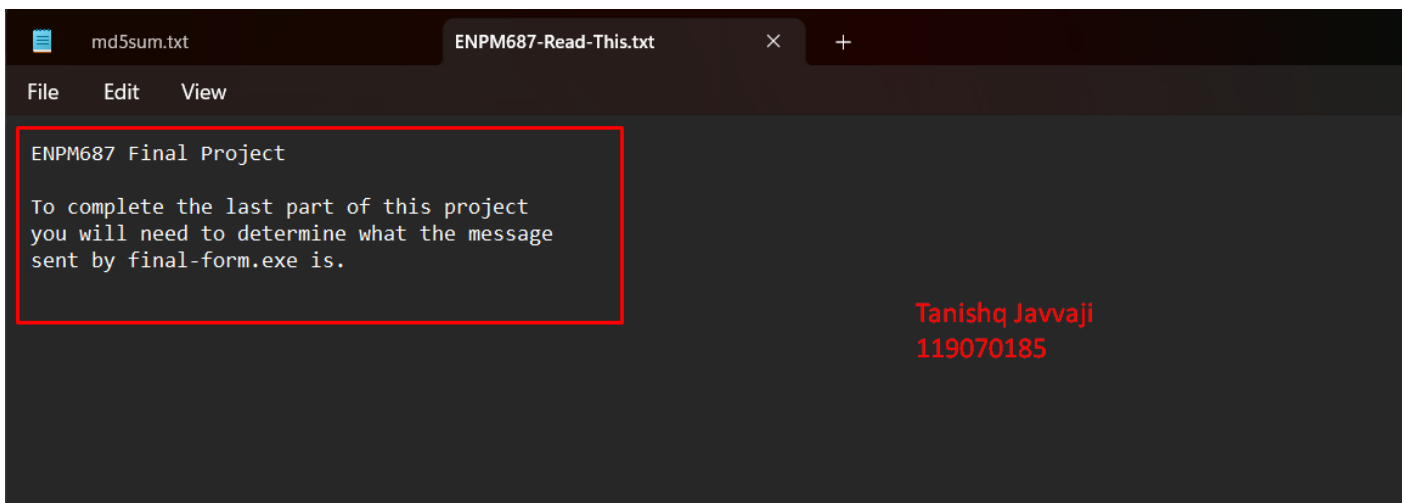 md5sum.txt
ENPM687-Read-This.txt
File Edit View
ENPM687 Final Project
To complete the last part of this project
you will need to determine what the message
sent by final-form.exe is.
Tanishq Javvaji
119070185